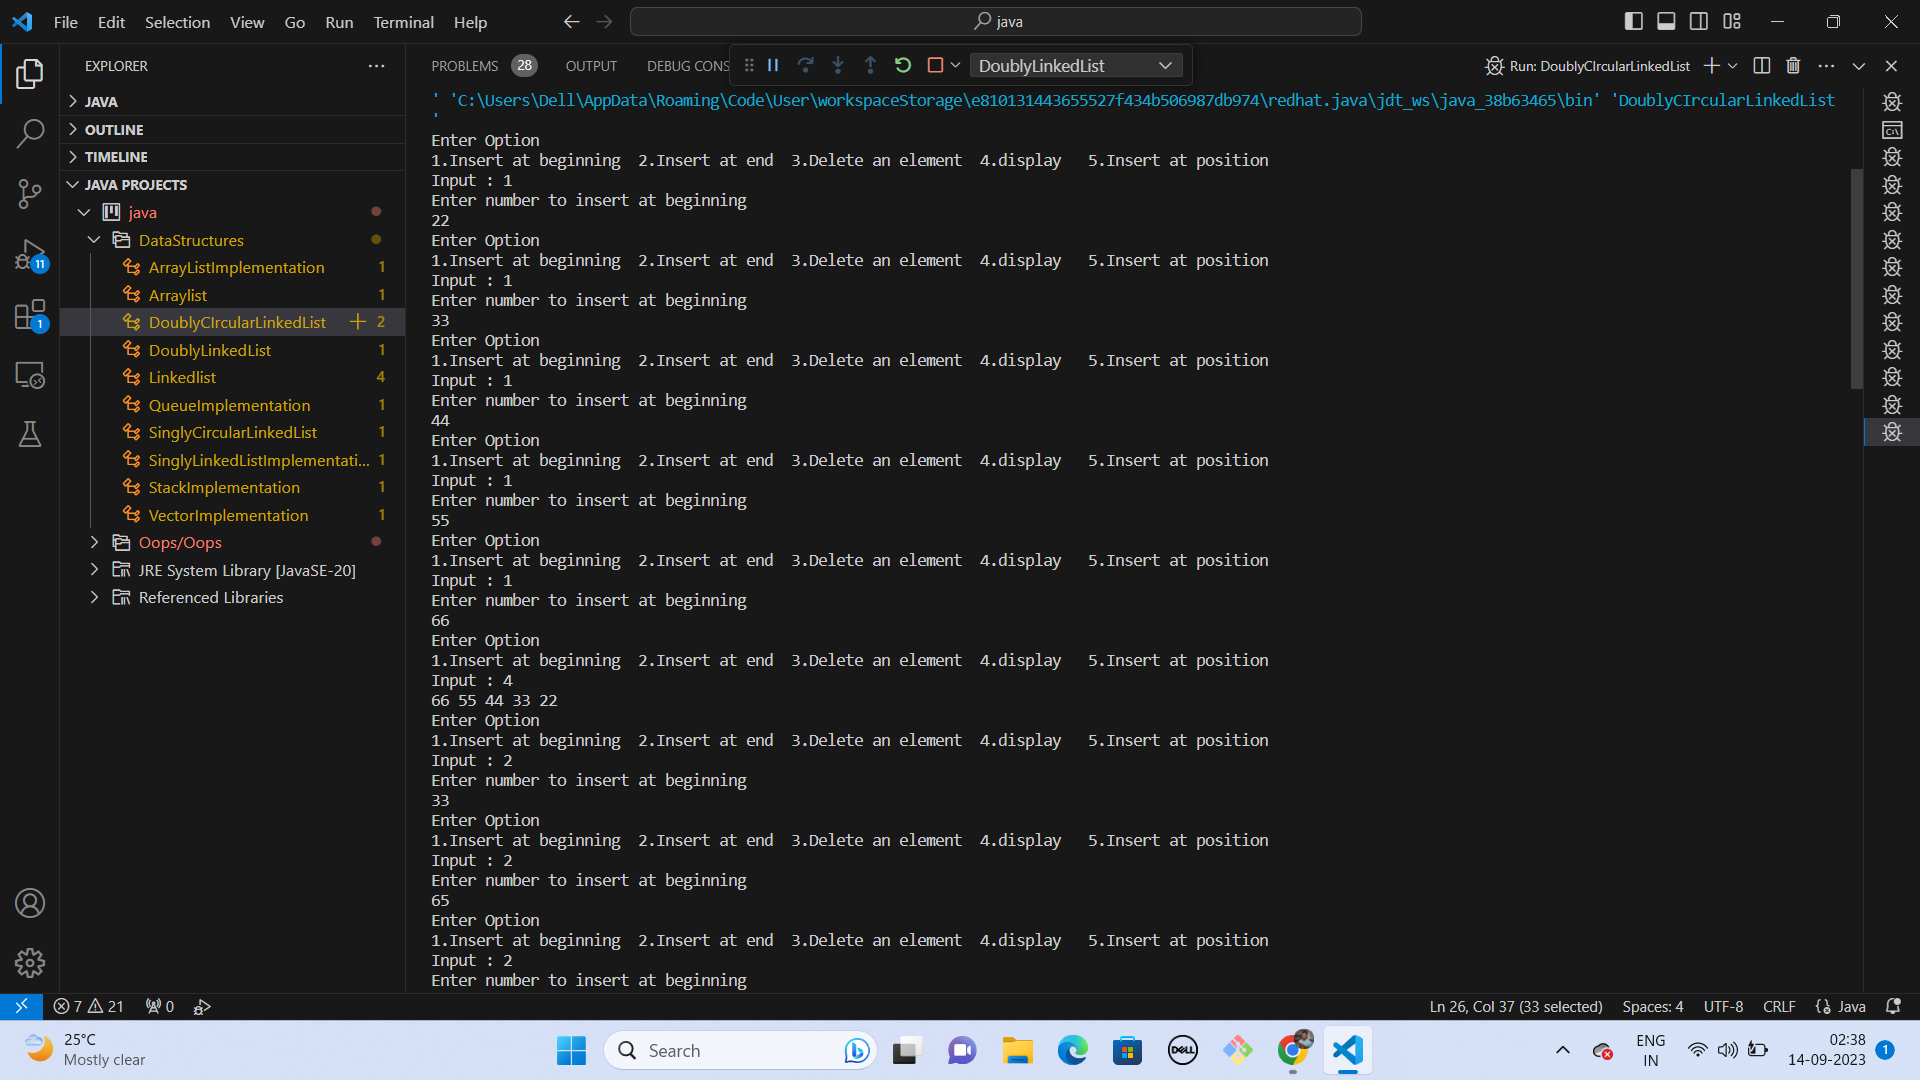 File Edit Selection View Go Run Terminal Help
java
EXPLORER
JAVA
OUTLINE
TIMELINE
JAVA PROJECTS
java
DataStructures
ArrayListImplementation 1
Arraylist 1
DoublyCIrcularLinkedList 2
DoublyLinkedList 1
Linkedlist 4
QueueImplementation 1
SinglyCircularLinkedList 1
SinglyLinkedListImplementati... 1
StackImplementation 1
VectorImplementation 1
Oops/Oops
JRE System Library [JavaSE-20]
Referenced Libraries
11
1
PROBLEMS 28 OUTPUT DEBUG CONS
DoublyLinkedList
Run: DoublyCIrcularLinkedList
' 'C:\Users\Dell\AppData\Roaming\Code\User\workspaceStorage\e810131443655527f434b506987db974\redhat.java\jdt_ws\java_38b63465\bin' 'DoublyCIrcularLinkedList
'
Enter Option
1.Insert at beginning  2.Insert at end  3.Delete an element  4.display   5.Insert at position
Input : 1
Enter number to insert at beginning
22
Enter Option
1.Insert at beginning  2.Insert at end  3.Delete an element  4.display   5.Insert at position
Input : 1
Enter number to insert at beginning
33
Enter Option
1.Insert at beginning  2.Insert at end  3.Delete an element  4.display   5.Insert at position
Input : 1
Enter number to insert at beginning
44
Enter Option
1.Insert at beginning  2.Insert at end  3.Delete an element  4.display   5.Insert at position
Input : 1
Enter number to insert at beginning
55
Enter Option
1.Insert at beginning  2.Insert at end  3.Delete an element  4.display   5.Insert at position
Input : 1
Enter number to insert at beginning
66
Enter Option
1.Insert at beginning  2.Insert at end  3.Delete an element  4.display   5.Insert at position
Input : 4
66 55 44 33 22
Enter Option
1.Insert at beginning  2.Insert at end  3.Delete an element  4.display   5.Insert at position
Input : 2
Enter number to insert at beginning
33
Enter Option
1.Insert at beginning  2.Insert at end  3.Delete an element  4.display   5.Insert at position
Input : 2
Enter number to insert at beginning
65
Enter Option
1.Insert at beginning  2.Insert at end  3.Delete an element  4.display   5.Insert at position
Input : 2
Enter number to insert at beginning
7 21 0
Ln 26, Col 37 (33 selected) Spaces: 4 UTF-8 CRLF Java
25°C
Mostly clear
Search
DELL
ENG
IN
02:38
14-09-2023
1